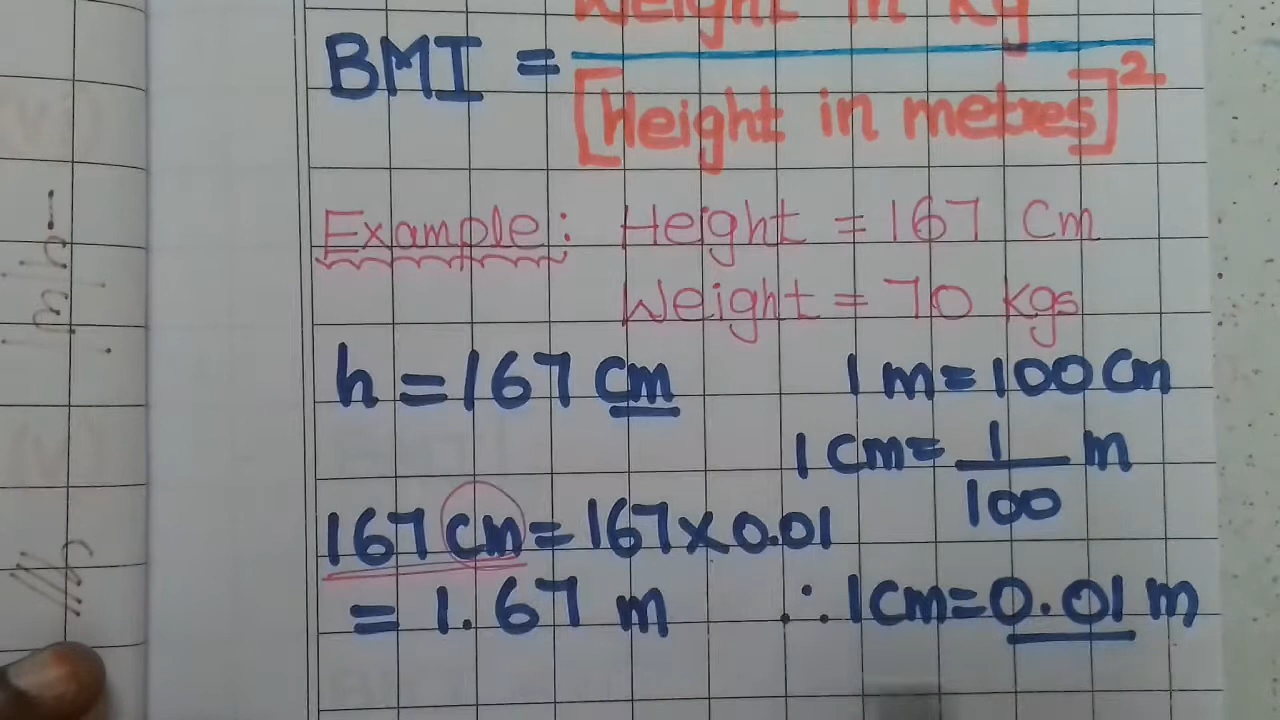 Weight in Kg
BMI =
[Height in metres]²
Example: Height = 167 Cm
Weight = 70 kgs
h = 167 cm
1 m = 100 Cm
1 cm = 1/100 m
167 cm = 167 x 0.01
= 1.67 m
∴ 1 cm = 0.01 m